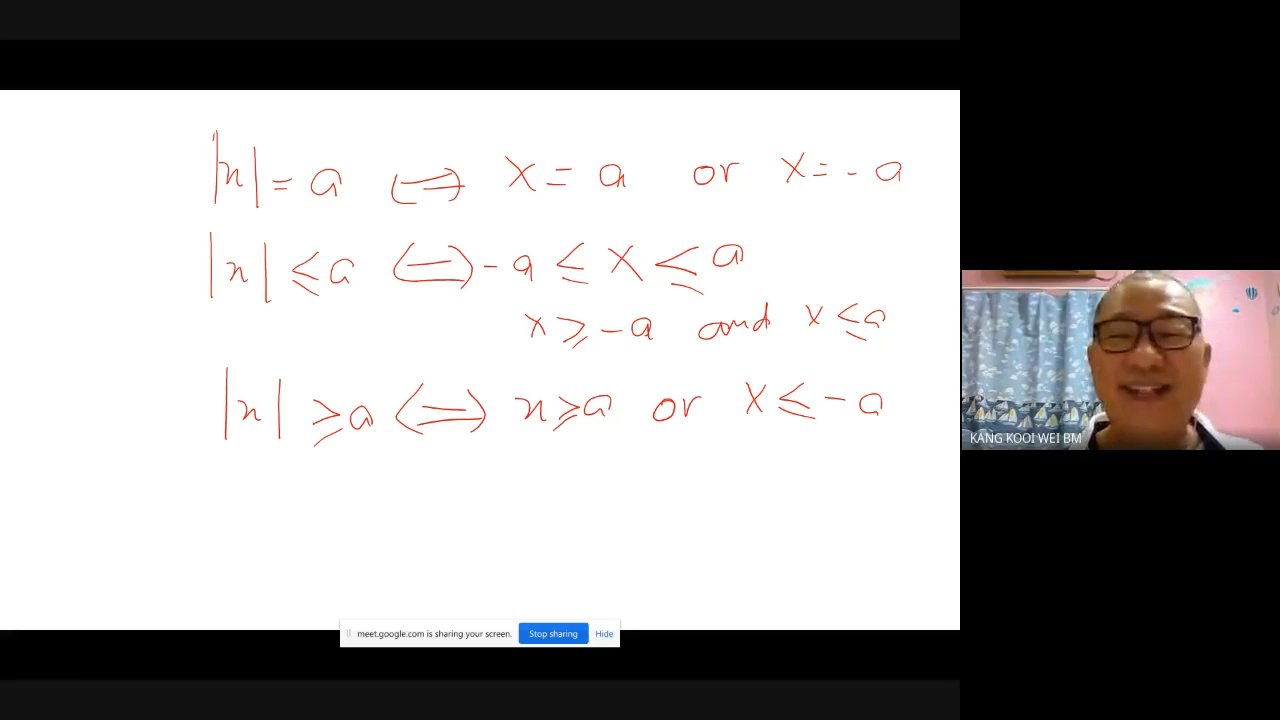 |x| = a ⟺ x = a or x = -a
|x| ≤ a ⟺ -a ≤ x ≤ a
x ≥ -a and x ≤ a
|x| ≥ a ⟺ x ≥ a or x ≤ -a
KANG KOOI WEI BM
meet.google.com is sharing your screen. Stop sharing Hide